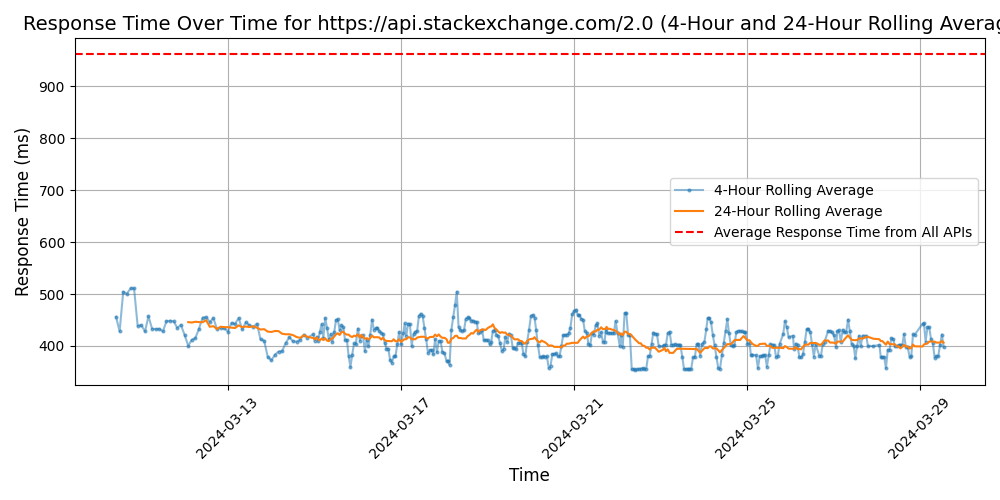 Response Time Over Time for https://api.stackexchange.com/2.0 (4-Hour and 24-Hour Rolling Averag
Response Time (ms)
900
800
700
600
500
400
4-Hour Rolling Average
24-Hour Rolling Average
Average Response Time from All APIs
2024-03-13
2024-03-17
2024-03-21
2024-03-25
2024-03-29
Time